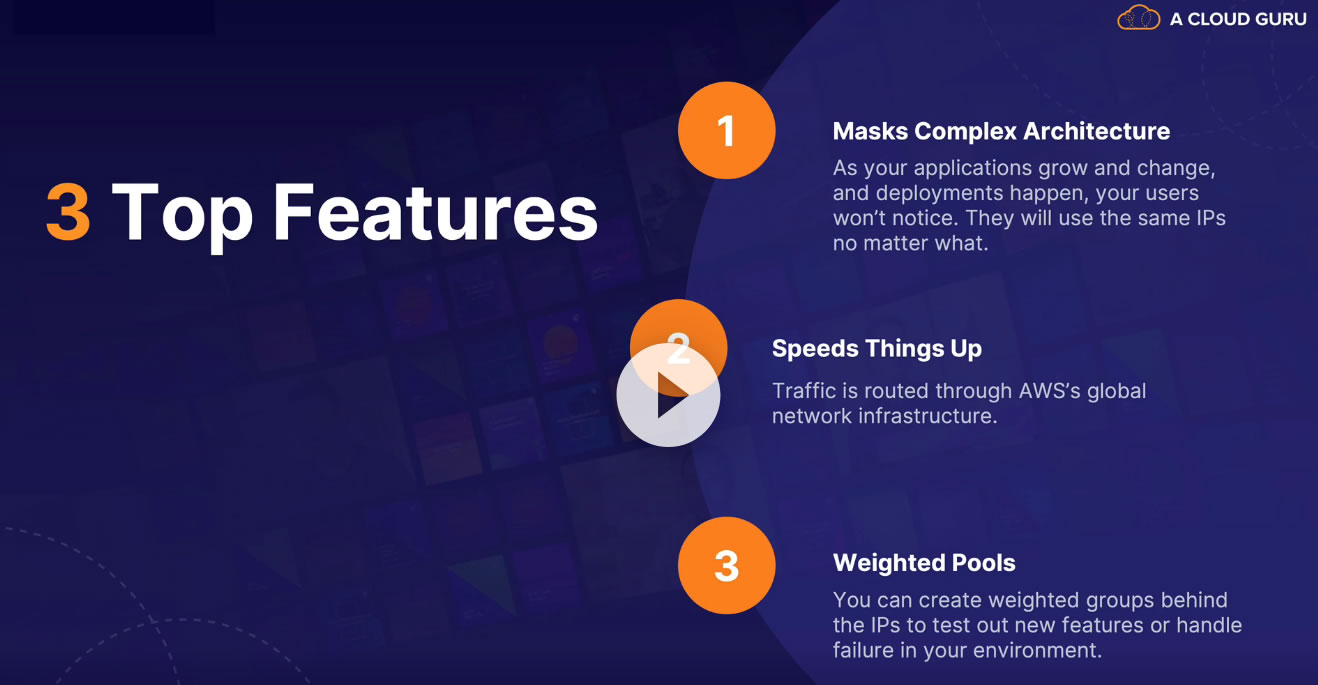 A CLOUD GURU
3 Top Features
1
Masks Complex Architecture
As your applications grow and change,
and deployments happen, your users
won’t notice. They will use the same IPs
no matter what.
2
Speeds Things Up
Traffic is routed through AWS’s global
network infrastructure.
3
Weighted Pools
You can create weighted groups behind
the IPs to test out new features or handle
failure in your environment.